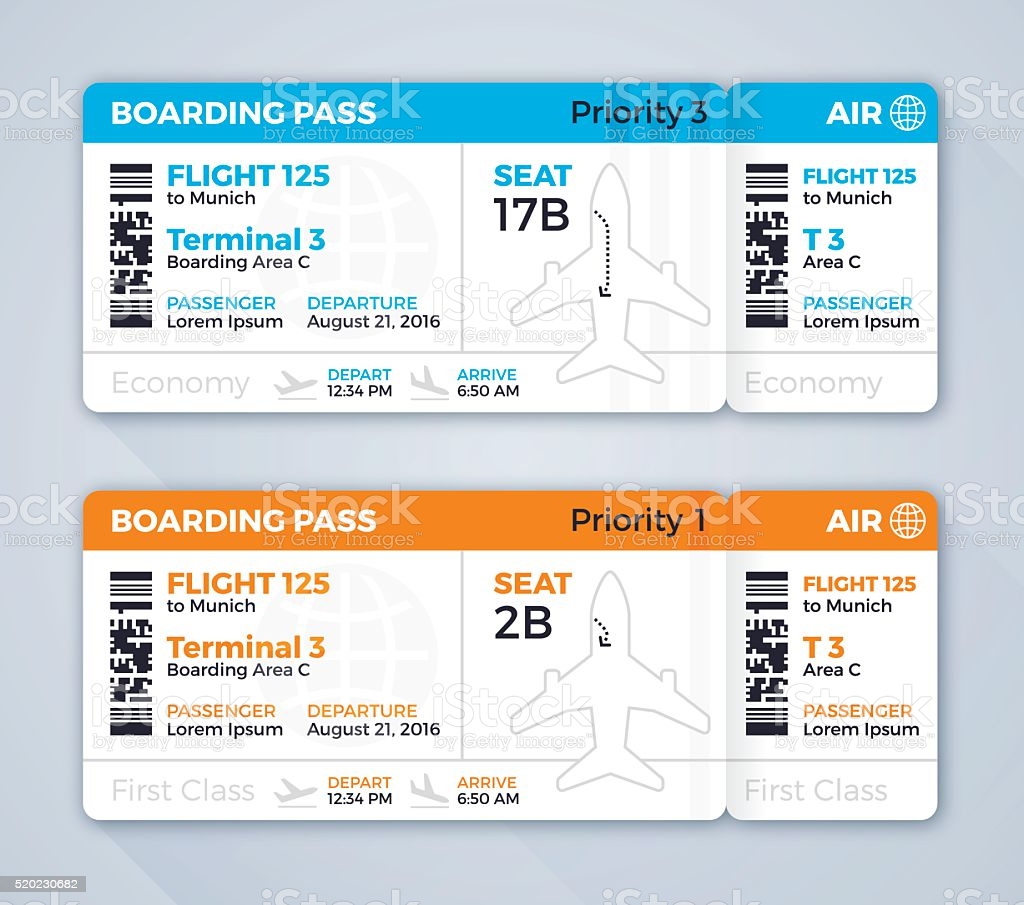 BOARDING PASS Priority 3 AIR
FLIGHT 125
to Munich
Terminal 3
Boarding Area C
PASSENGER DEPARTURE
Lorem Ipsum August 21, 2016
SEAT
17B
FLIGHT 125
to Munich
T 3
Area C
PASSENGER
Lorem Ipsum
Economy
DEPART ARRIVE
12:34 PM 6:50 AM
Economy
BOARDING PASS Priority 1 AIR
FLIGHT 125
to Munich
Terminal 3
Boarding Area C
PASSENGER DEPARTURE
Lorem Ipsum August 21, 2016
SEAT
2B
FLIGHT 125
to Munich
T 3
Area C
PASSENGER
Lorem Ipsum
First Class
DEPART ARRIVE
12:34 PM 6:50 AM
First Class
iStock
by Getty Images™
520230682